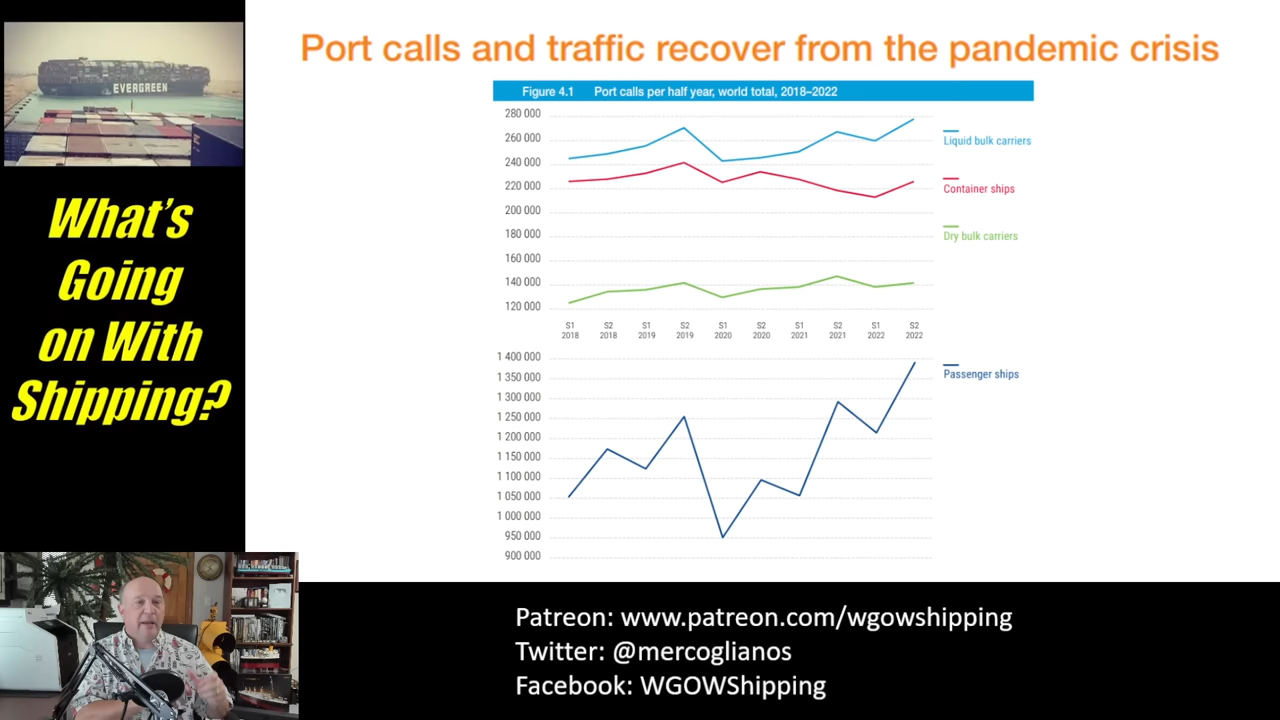 EVERGREEN
What's
Going
on With
Shipping?
Port calls and traffic recover from the pandemic crisis
Figure 4.1 Port calls per half year, world total, 2018–2022
280 000
260 000
240 000
220 000
200 000
180 000
160 000
140 000
120 000
Liquid bulk carriers
Container ships
Dry bulk carriers
S1 S2 S1 S2 S1 S2 S1 S2 S1 S2
2018 2018 2019 2019 2020 2020 2021 2021 2022 2022
1 400 000
1 350 000
1 300 000
1 250 000
1 200 000
1 150 000
1 100 000
1 050 000
1 000 000
950 000
900 000
Passenger ships
Patreon: www.patreon.com/wgowshipping
Twitter: @mercoglianos
Facebook: WGOWShipping